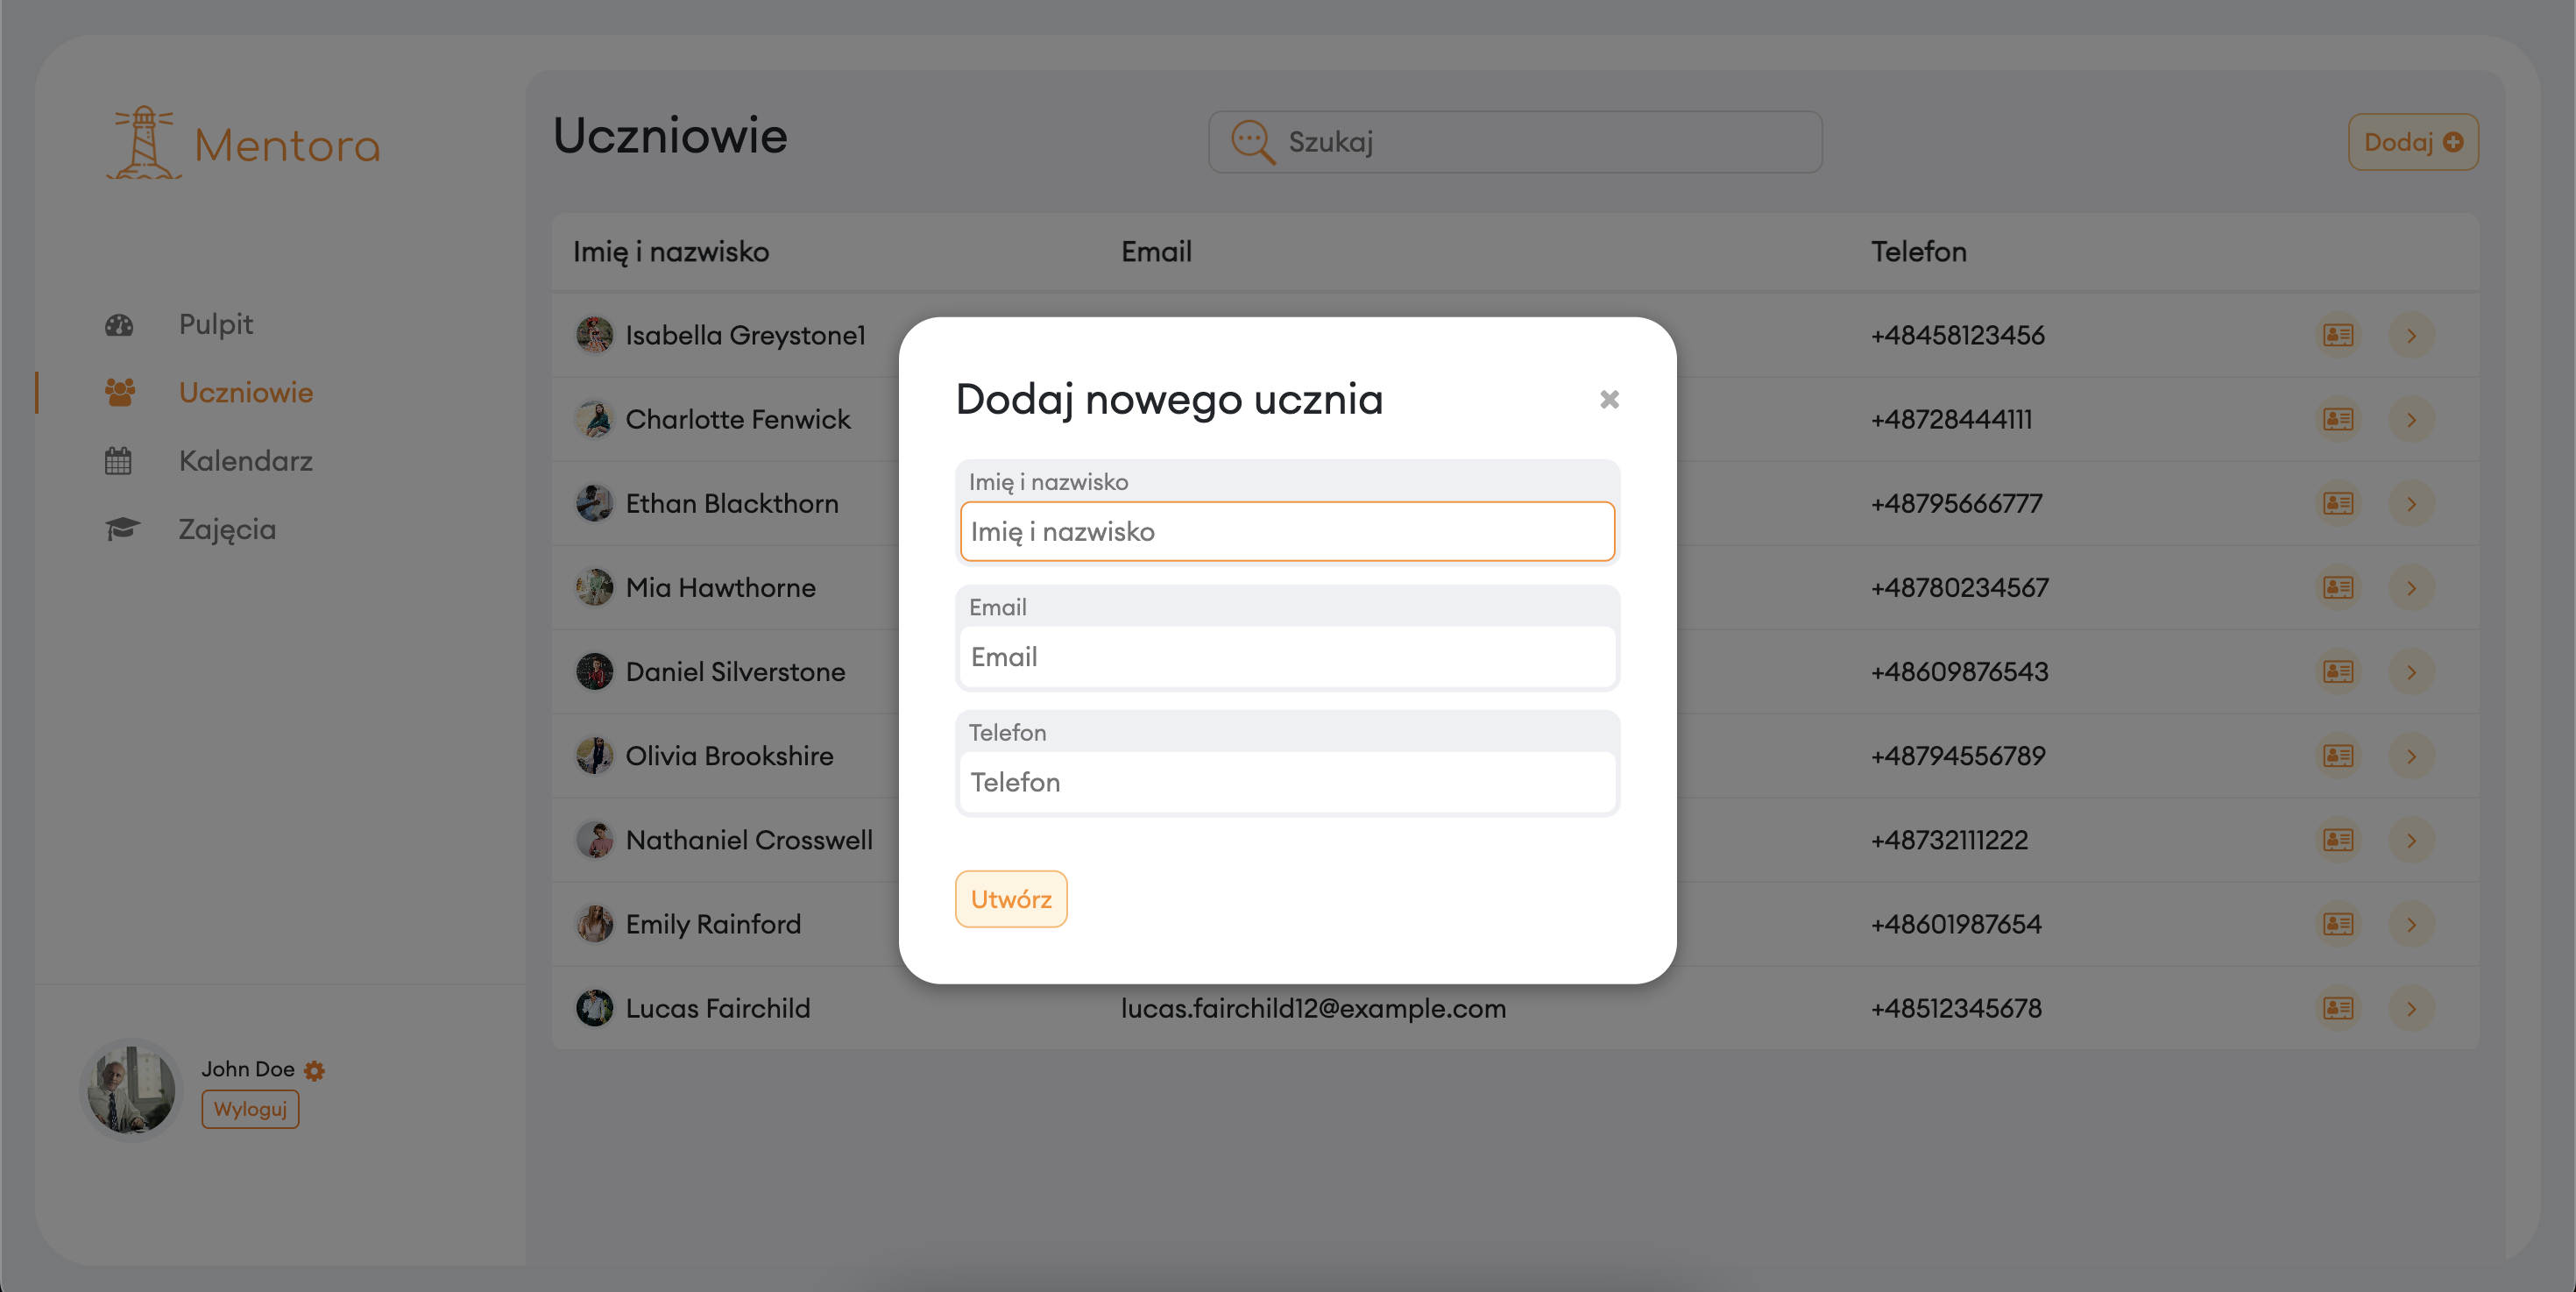 Mentora
Pulpit
Uczniowie
Kalendarz
Zajęcia
John Doe
Wyloguj
Uczniowie
Szukaj
Dodaj
Imię i nazwisko Email Telefon
Isabella Greystone1 +48458123456
Charlotte Fenwick +48728444111
Ethan Blackthorn +48795666777
Mia Hawthorne +48780234567
Daniel Silverstone +48609876543
Olivia Brookshire +48794556789
Nathaniel Crosswell +48732111222
Emily Rainford +48601987654
Lucas Fairchild lucas.fairchild12@example.com +48512345678
Dodaj nowego ucznia
Imię i nazwisko
Imię i nazwisko
Email
Email
Telefon
Telefon
Utwórz